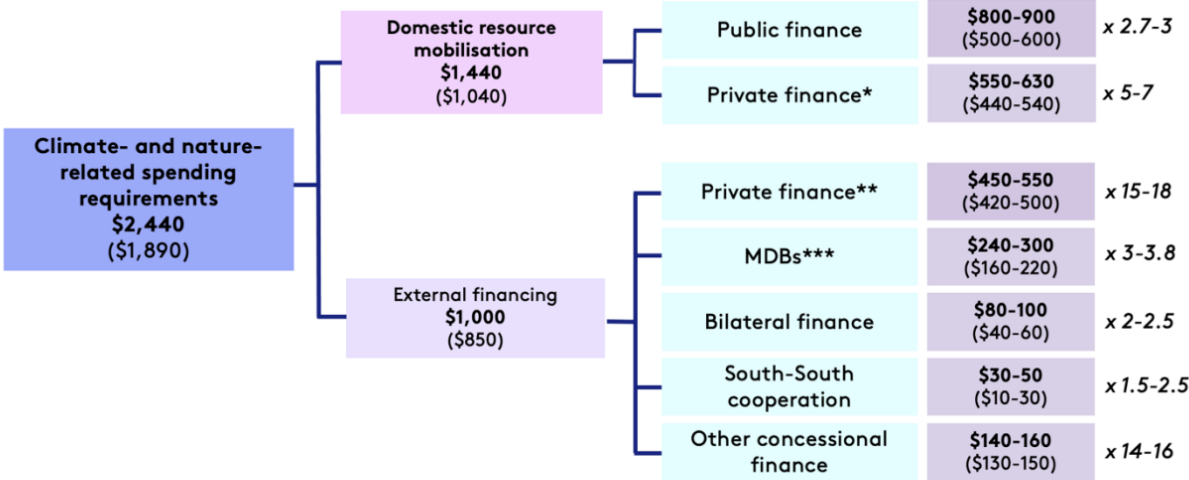 Climate- and nature-
related spending
requirements
$2,440
($1,890)
Domestic resource
mobilisation
$1,440
($1,040)
Public finance
$800-900
($500-600)
x 2.7-3
Private finance*
$550-630
($440-540)
x 5-7
External financing
$1,000
($850)
Private finance**
$450-550
($420-500)
x 15-18
MDBs***
$240-300
($160-220)
x 3-3.8
Bilateral finance
$80-100
($40-60)
x 2-2.5
South-South
cooperation
$30-50
($10-30)
x 1.5-2.5
Other concessional
finance
$140-160
($130-150)
x 14-16